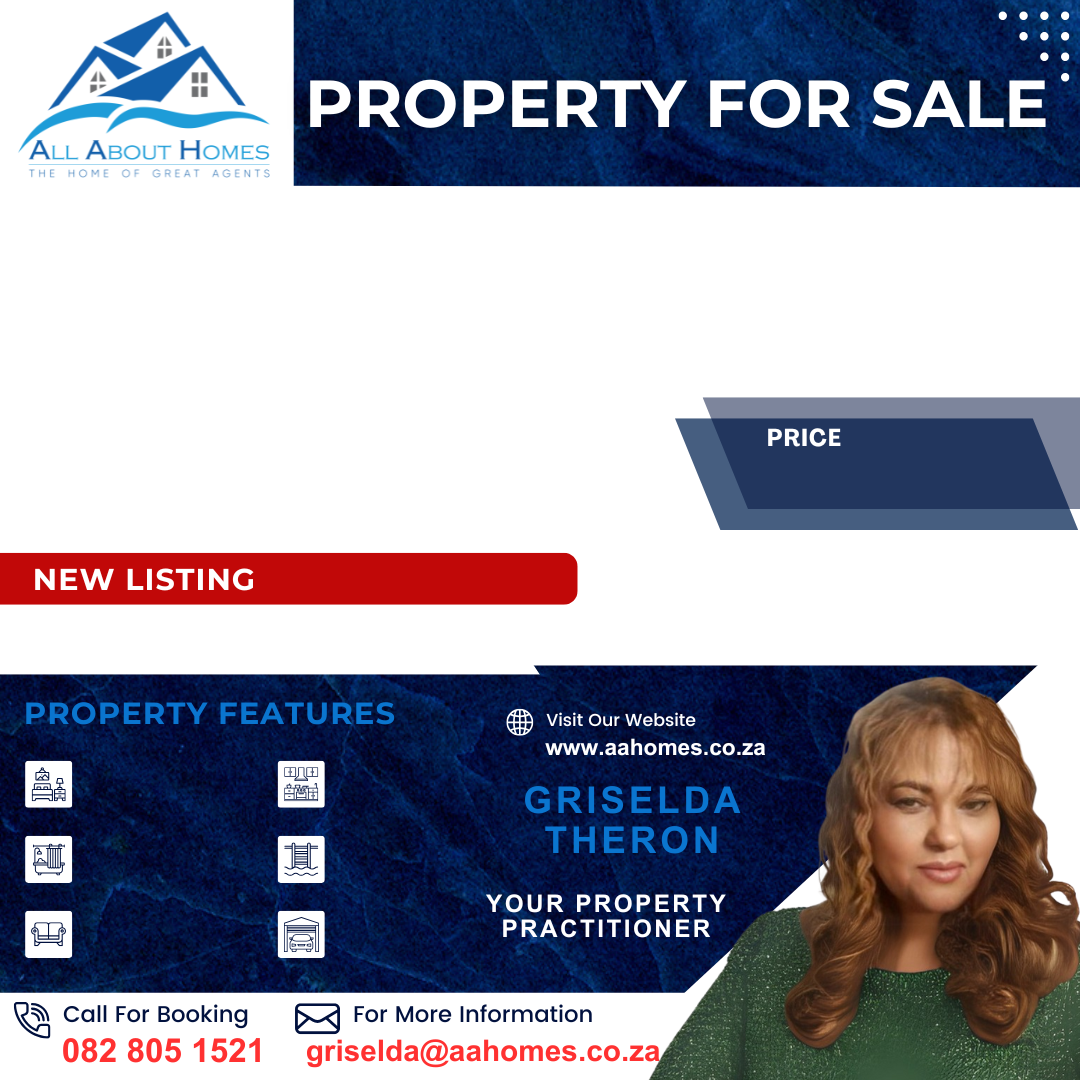 PROPERTY FOR SALE
ALL ABOUT HOMES
THE HOME OF GREAT AGENTS
PRICE
NEW LISTING
PROPERTY FEATURES
Visit Our Website
www.aahomes.co.za
GRISELDA
THERON
YOUR PROPERTY
PRACTITIONER
Call For Booking
082 805 1521
For More Information
griselda@aahomes.co.za